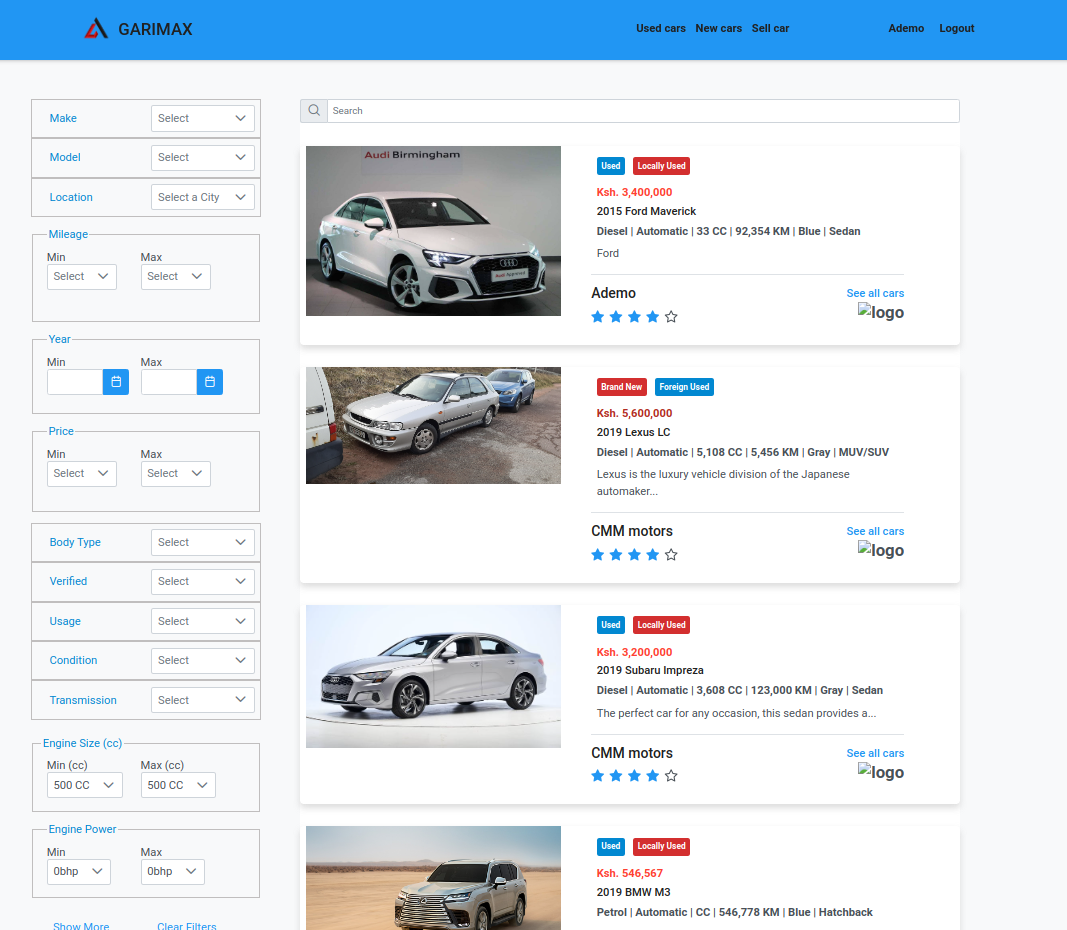 GARIMAX
Used cars New cars Sell car
Ademo Logout
Make Select
Model Select
Location Select a City
Mileage
Min Max
Select Select
Year
Min Max
Price
Min Max
Select Select
Body Type Select
Verified Select
Usage Select
Condition Select
Transmission Select
Engine Size (cc)
Min (cc) Max (cc)
500 CC 500 CC
Engine Power
Min Max
0bhp 0bhp
Show More Clear Filters
Search
Audi Birmingham
Audi Approved
Used Locally Used
Ksh. 3,400,000
2015 Ford Maverick
Diesel | Automatic | 33 CC | 92,354 KM | Blue | Sedan
Ford
Ademo See all cars
logo
Brand New Foreign Used
Ksh. 5,600,000
2019 Lexus LC
Diesel | Automatic | 5,108 CC | 5,456 KM | Gray | MUV/SUV
Lexus is the luxury vehicle division of the Japanese
automaker...
CMM motors See all cars
logo
Used Locally Used
Ksh. 3,200,000
2019 Subaru Impreza
Diesel | Automatic | 3,608 CC | 123,000 KM | Gray | Sedan
The perfect car for any occasion, this sedan provides a...
CMM motors See all cars
logo
Used Locally Used
Ksh. 546,567
2019 BMW M3
Petrol | Automatic | CC | 546,778 KM | Blue | Hatchback